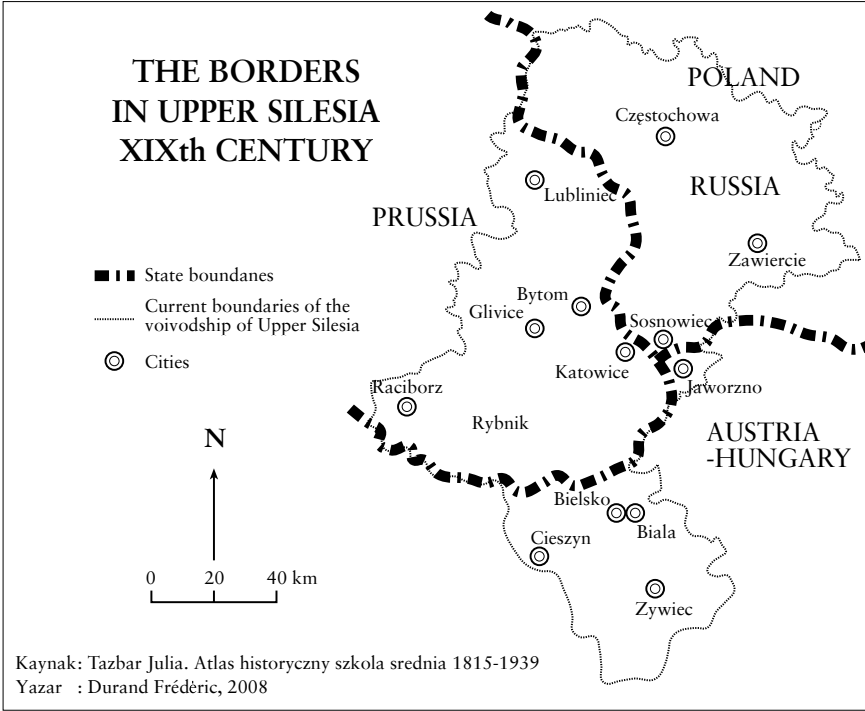 THE BORDERS
IN UPPER SILESIA
XIXth CENTURY
POLAND
Częstochowa
RUSSIA
Lubliniec
PRUSSIA
Zawiercie
State boundanes
Current boundaries of the
voivodship of Upper Silesia
Cities
Bytom
Glivice
Sosnowiec
Katowice
Jaworzno
Raciborz
Rybnik
AUSTRIA
-HUNGARY
N
Bielsko
Biala
Cieszyn
Zywiec
0 20 40 km
Kaynak: Tazbar Julia. Atlas historyczny szkola srednia 1815-1939
Yazar : Durand Frédėric, 2008